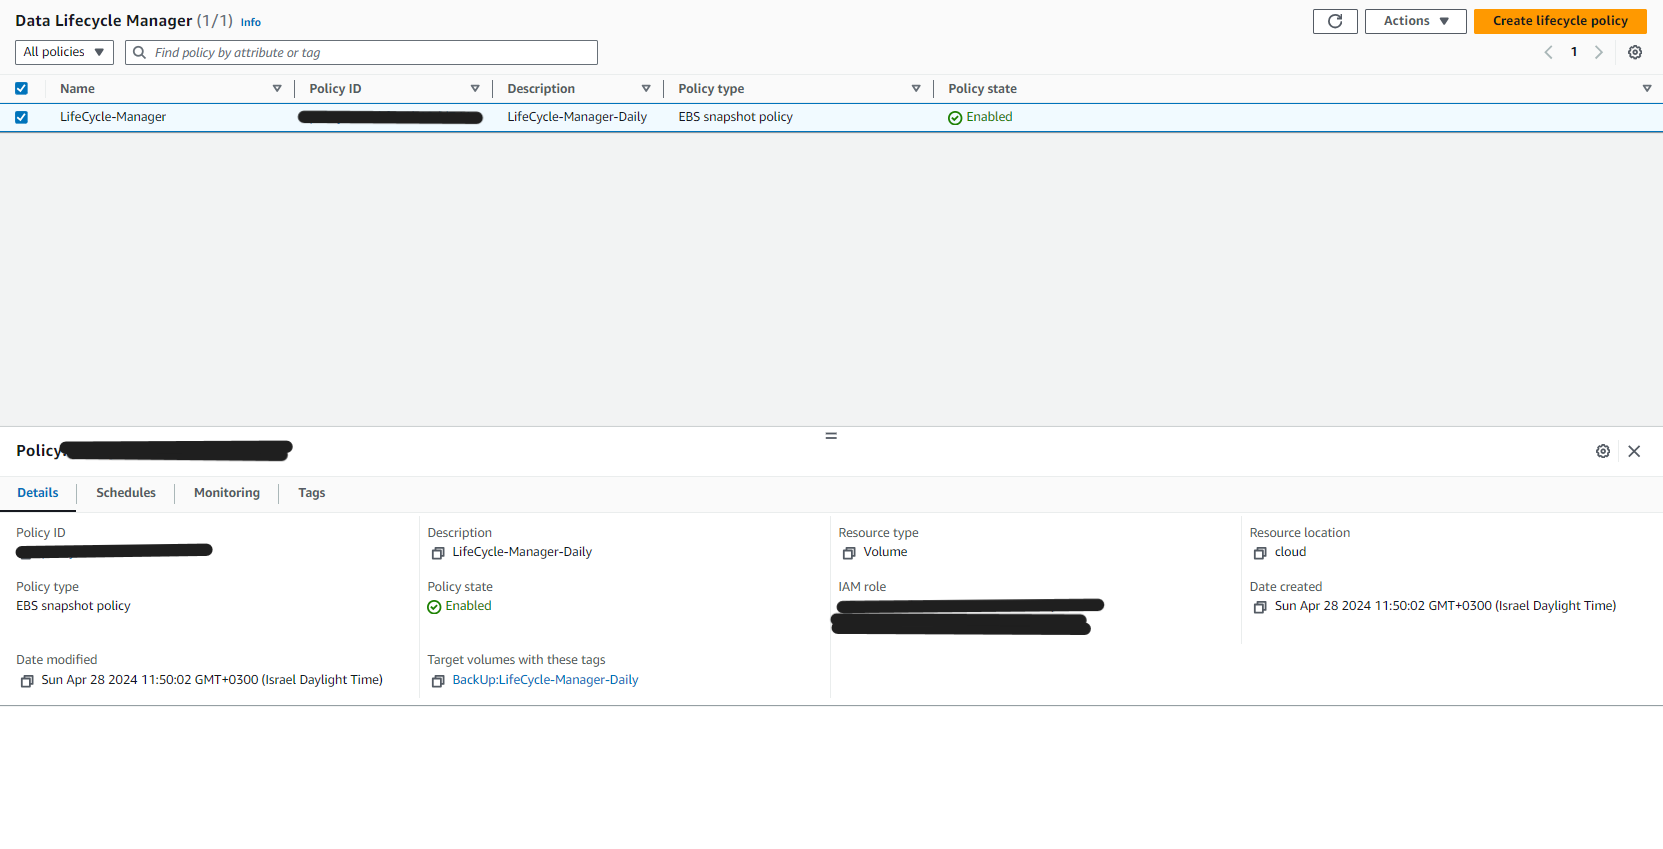 Data Lifecycle Manager (1/1) Info
Actions
Create lifecycle policy
All policies
Find policy by attribute or tag
1
Name Policy ID Description Policy type Policy state
LifeCycle-Manager LifeCycle-Manager-Daily EBS snapshot policy Enabled
Policy
Details Schedules Monitoring Tags
Policy ID Description Resource type Resource location
LifeCycle-Manager-Daily Volume cloud
Policy type Policy state IAM role Date created
EBS snapshot policy Enabled Sun Apr 28 2024 11:50:02 GMT+0300 (Israel Daylight Time)
Date modified Target volumes with these tags
Sun Apr 28 2024 11:50:02 GMT+0300 (Israel Daylight Time) BackUp:LifeCycle-Manager-Daily